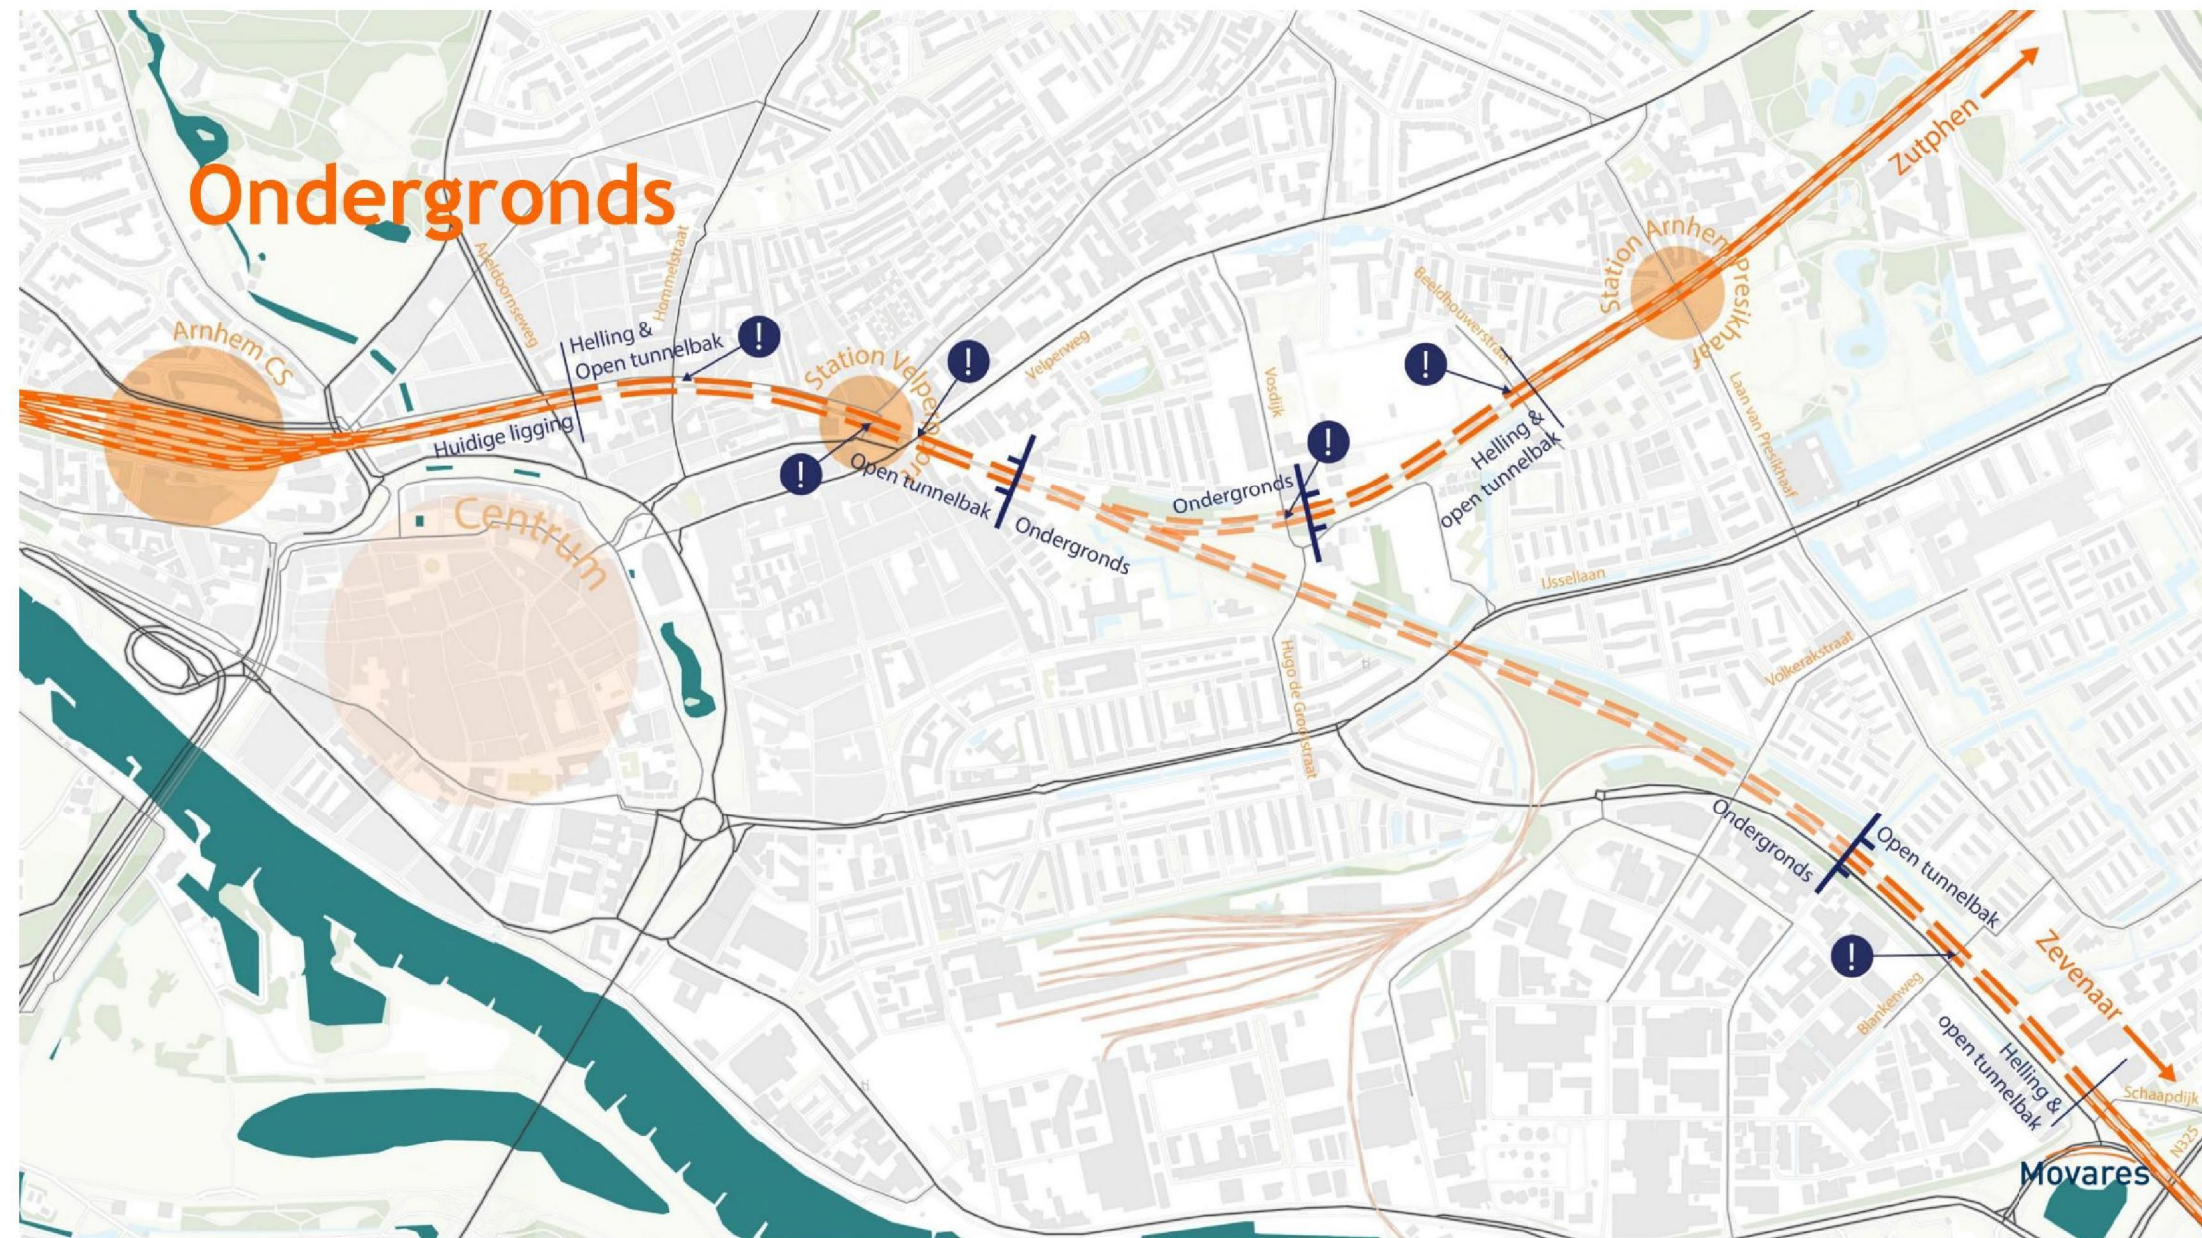 Ondergronds
Zutphen
Apeldoornseweg
Hommelstraat
Arnhem CS
Helling &
Open tunnelbak
!
Station Velperpoort
!
Velperweg
Vosdijk
Beeldhouwerstraat
!
Station Arnhem Presikhaaf
Laan van Presikhaaf
Huidige ligging
!
Open tunnelbak
Ondergronds
Ondergronds
!
Helling &
open tunnelbak
Centrum
IJssellaan
Hugo de Grootstraat
Volkerakstraat
Ondergronds
Open tunnelbak
!
Blankenweg
Zevenaar
Helling &
open tunnelbak
Schaapdijk
N325
Movares